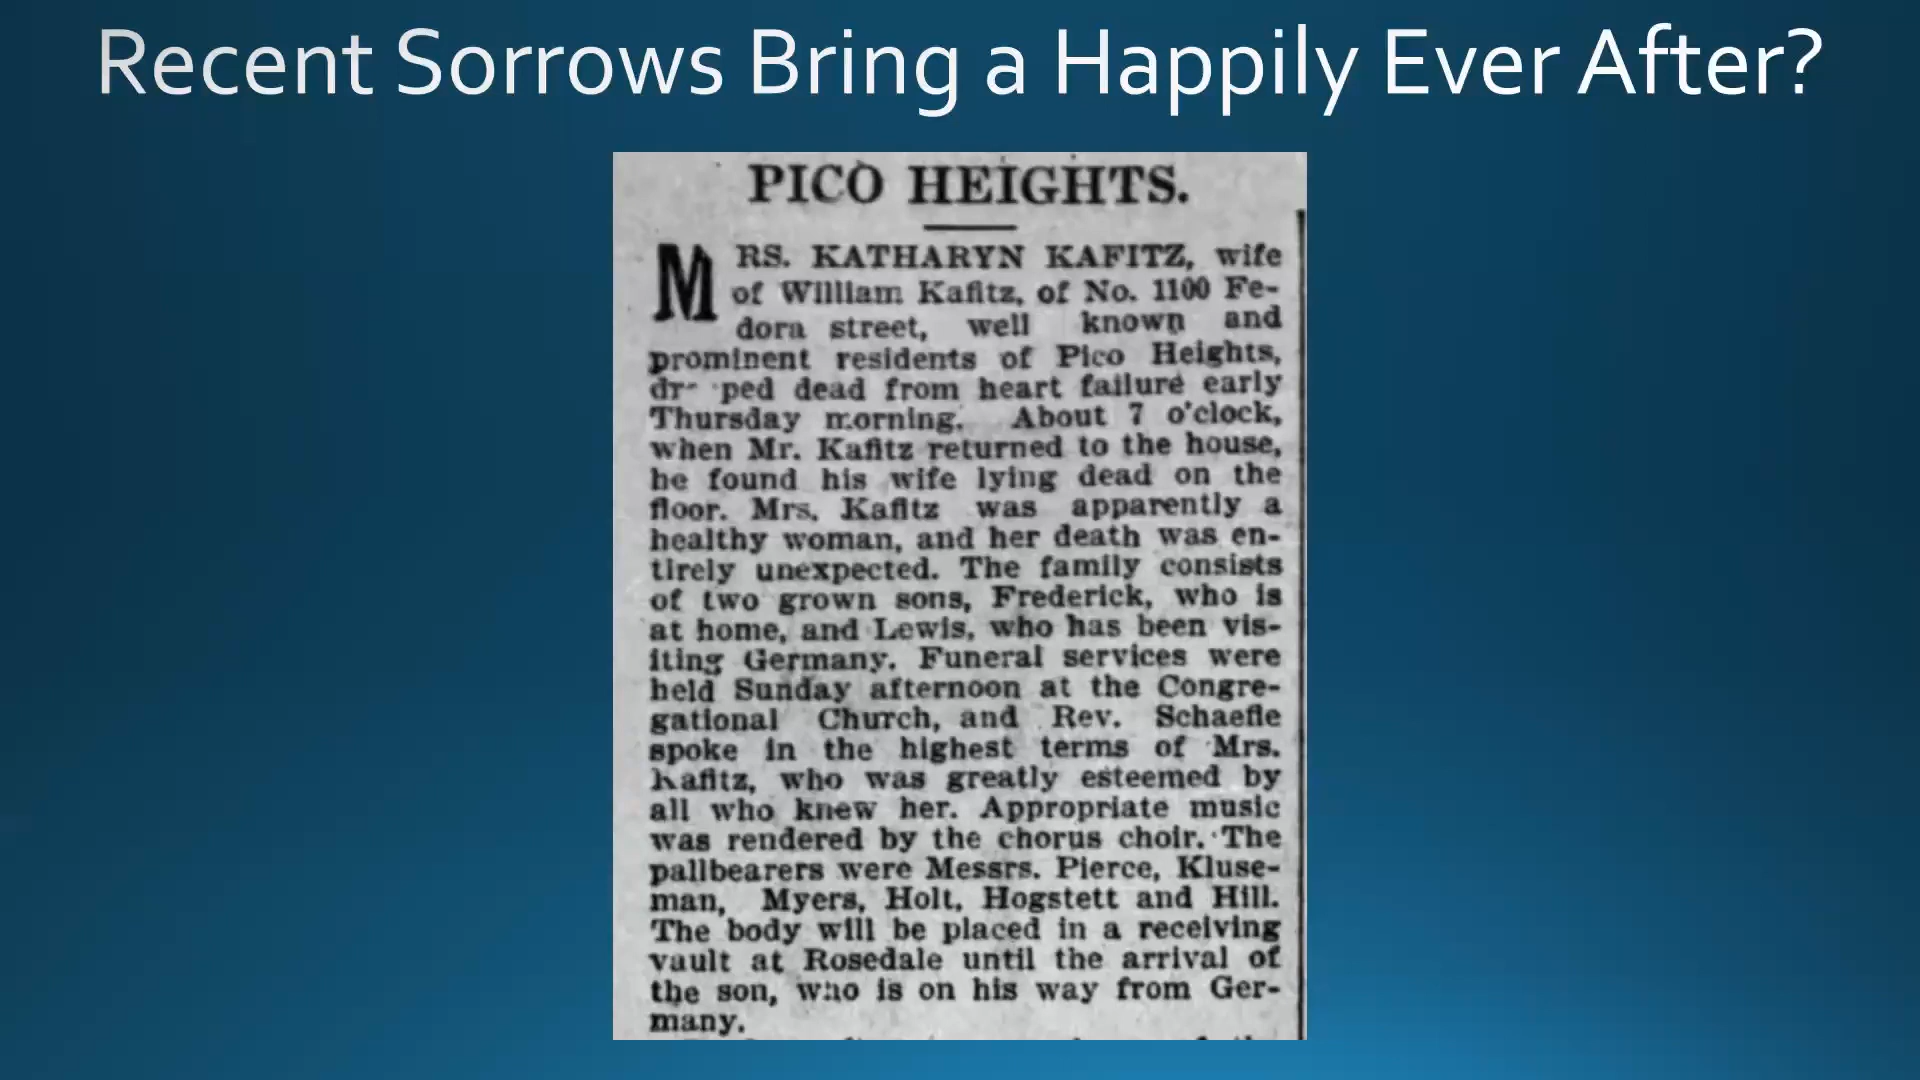 Recent Sorrows Bring a Happily Ever After?
PICO HEIGHTS.
MRS. KATHARYN KAFITZ, wife
of William Kafitz, of No. 1100 Fe-
dora street, well known and
prominent residents of Pico Heights,
dr ped dead from heart failure early
Thursday morning. About 7 o'clock,
when Mr. Kafitz returned to the house,
he found his wife lying dead on the
floor. Mrs. Kafitz was apparently a
healthy woman, and her death was en-
tirely unexpected. The family consists
of two grown sons, Frederick, who is
at home, and Lewis, who has been vis-
iting Germany. Funeral services were
held Sunday afternoon at the Congre-
gational Church, and Rev. Schaefle
spoke in the highest terms of Mrs.
Kafitz, who was greatly esteemed by
all who knew her. Appropriate music
was rendered by the chorus choir. The
pallbearers were Messrs. Pierce, Kluse-
man, Myers, Holt, Hogstett and Hill.
The body will be placed in a receiving
vault at Rosedale until the arrival of
the son, who is on his way from Ger-
many.